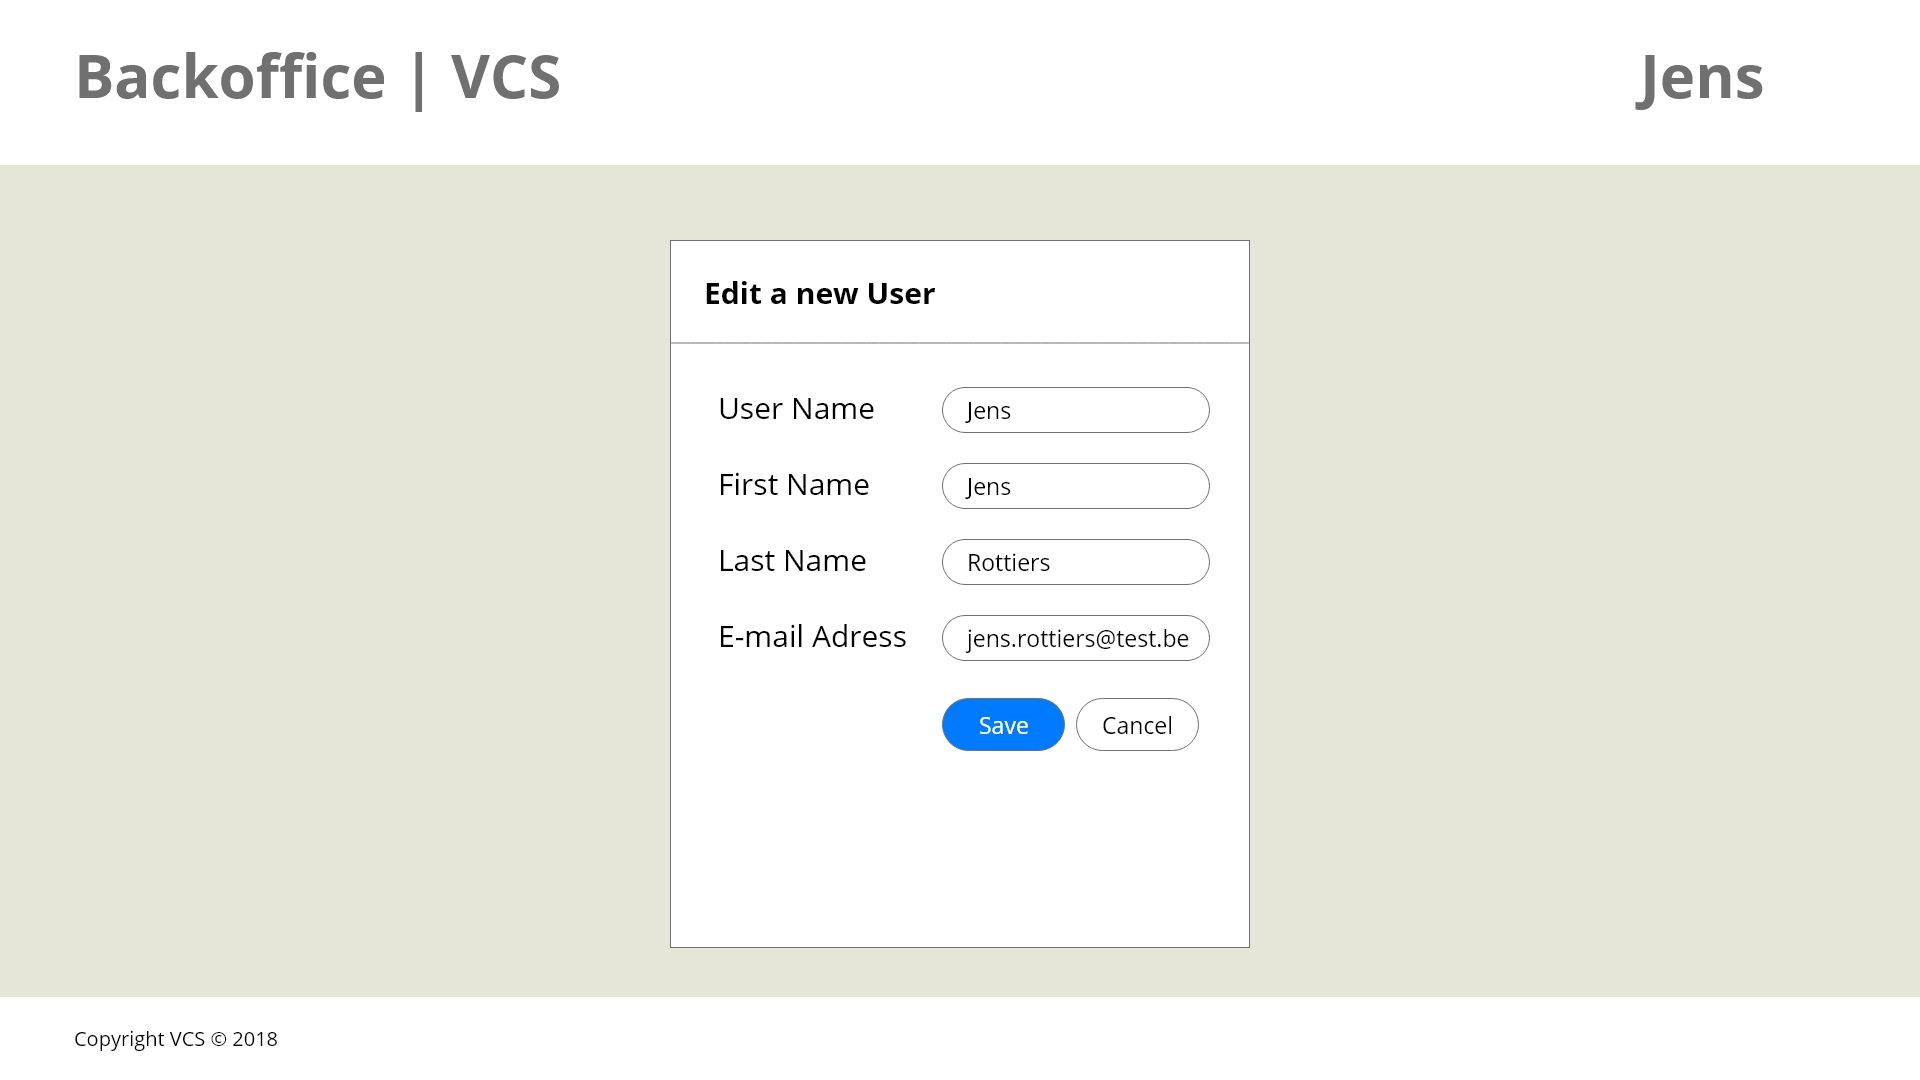 Backoffice | VCS
Jens
Edit a new User
User Name
Jens
First Name
Jens
Last Name
Rottiers
E-mail Adress
jens.rottiers@test.be
Save
Cancel
Copyright VCS © 2018